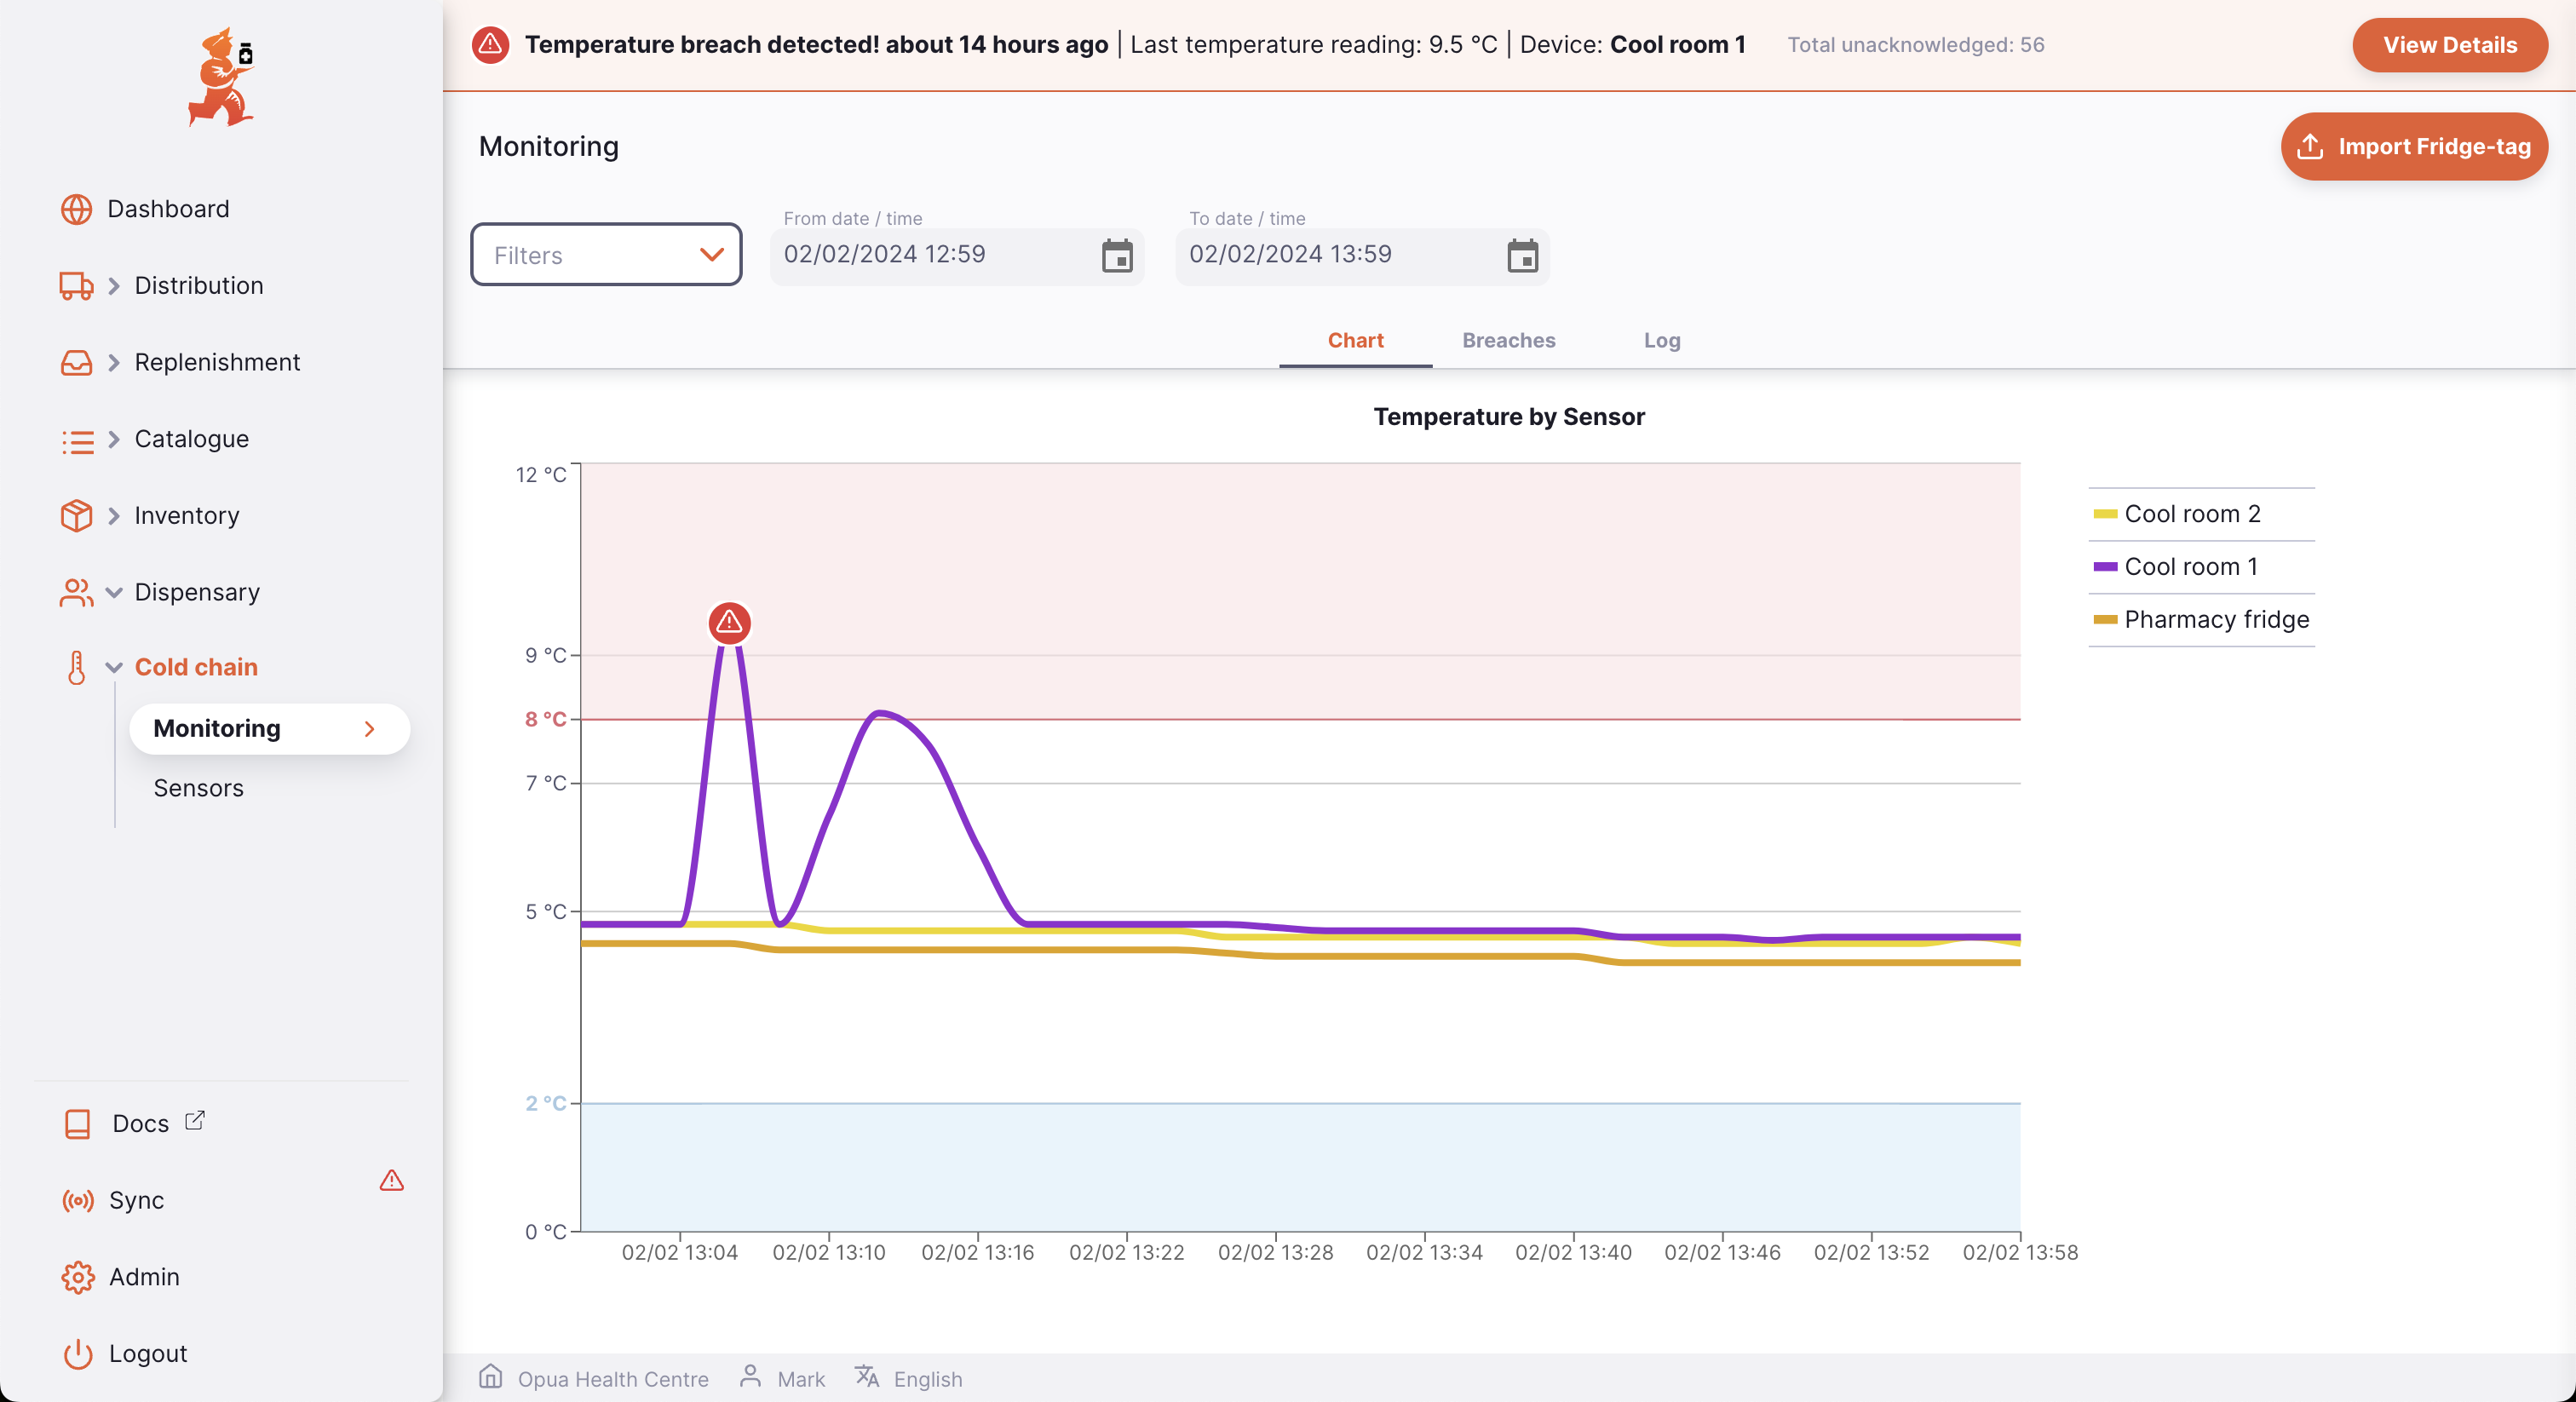 Temperature breach detected! about 14 hours ago | Last temperature reading: 9.5 °C | Device: Cool room 1 Total unacknowledged: 56
View Details
Dashboard
Distribution
Replenishment
Catalogue
Inventory
Dispensary
Cold chain
Monitoring
Sensors
Docs
Sync
Admin
Logout
Monitoring
Import Fridge-tag
Filters
From date / time
02/02/2024 12:59
To date / time
02/02/2024 13:59
Chart Breaches Log
Temperature by Sensor
12 °C
9 °C
8 °C
7 °C
5 °C
2 °C
0 °C
02/02 13:04 02/02 13:10 02/02 13:16 02/02 13:22 02/02 13:28 02/02 13:34 02/02 13:40 02/02 13:46 02/02 13:52 02/02 13:58
Cool room 2
Cool room 1
Pharmacy fridge
Opua Health Centre Mark English